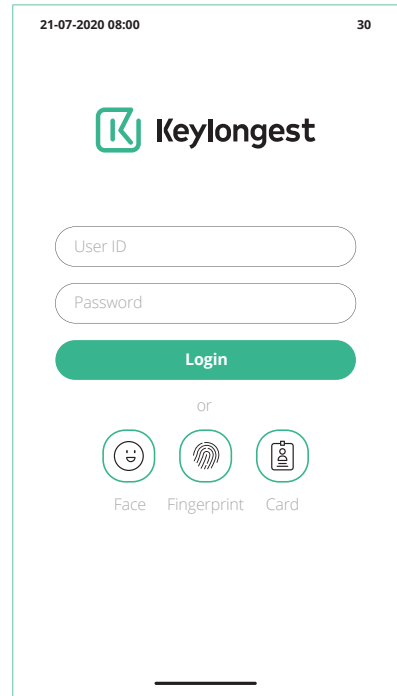 21-07-2020 08:00 30
Keylongest
User ID
Password
Login
or
Face Fingerprint Card